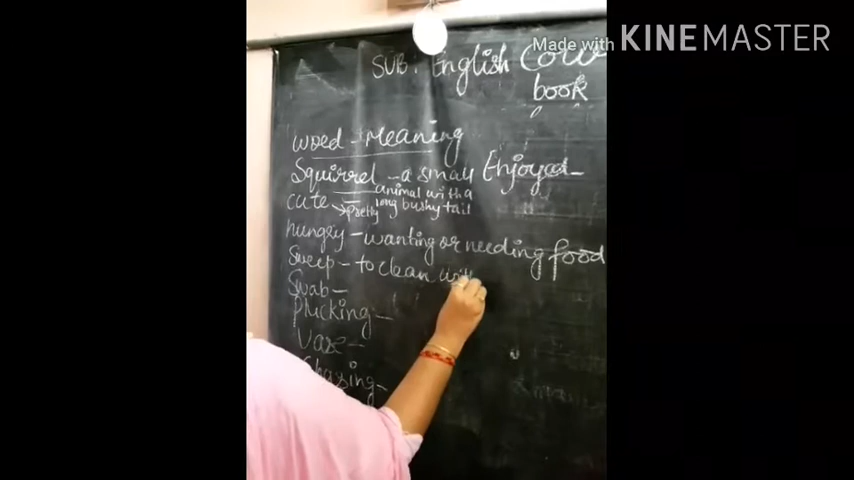 Made with KINEMASTER
SUB: English
book
word - Meaning
Squirrel - a small Enjoyed -
animal with a
cute → pretty long bushy tail
hungry - wanting or needing food
Sweep - to clean
Swab -
Plucking -
Vase -